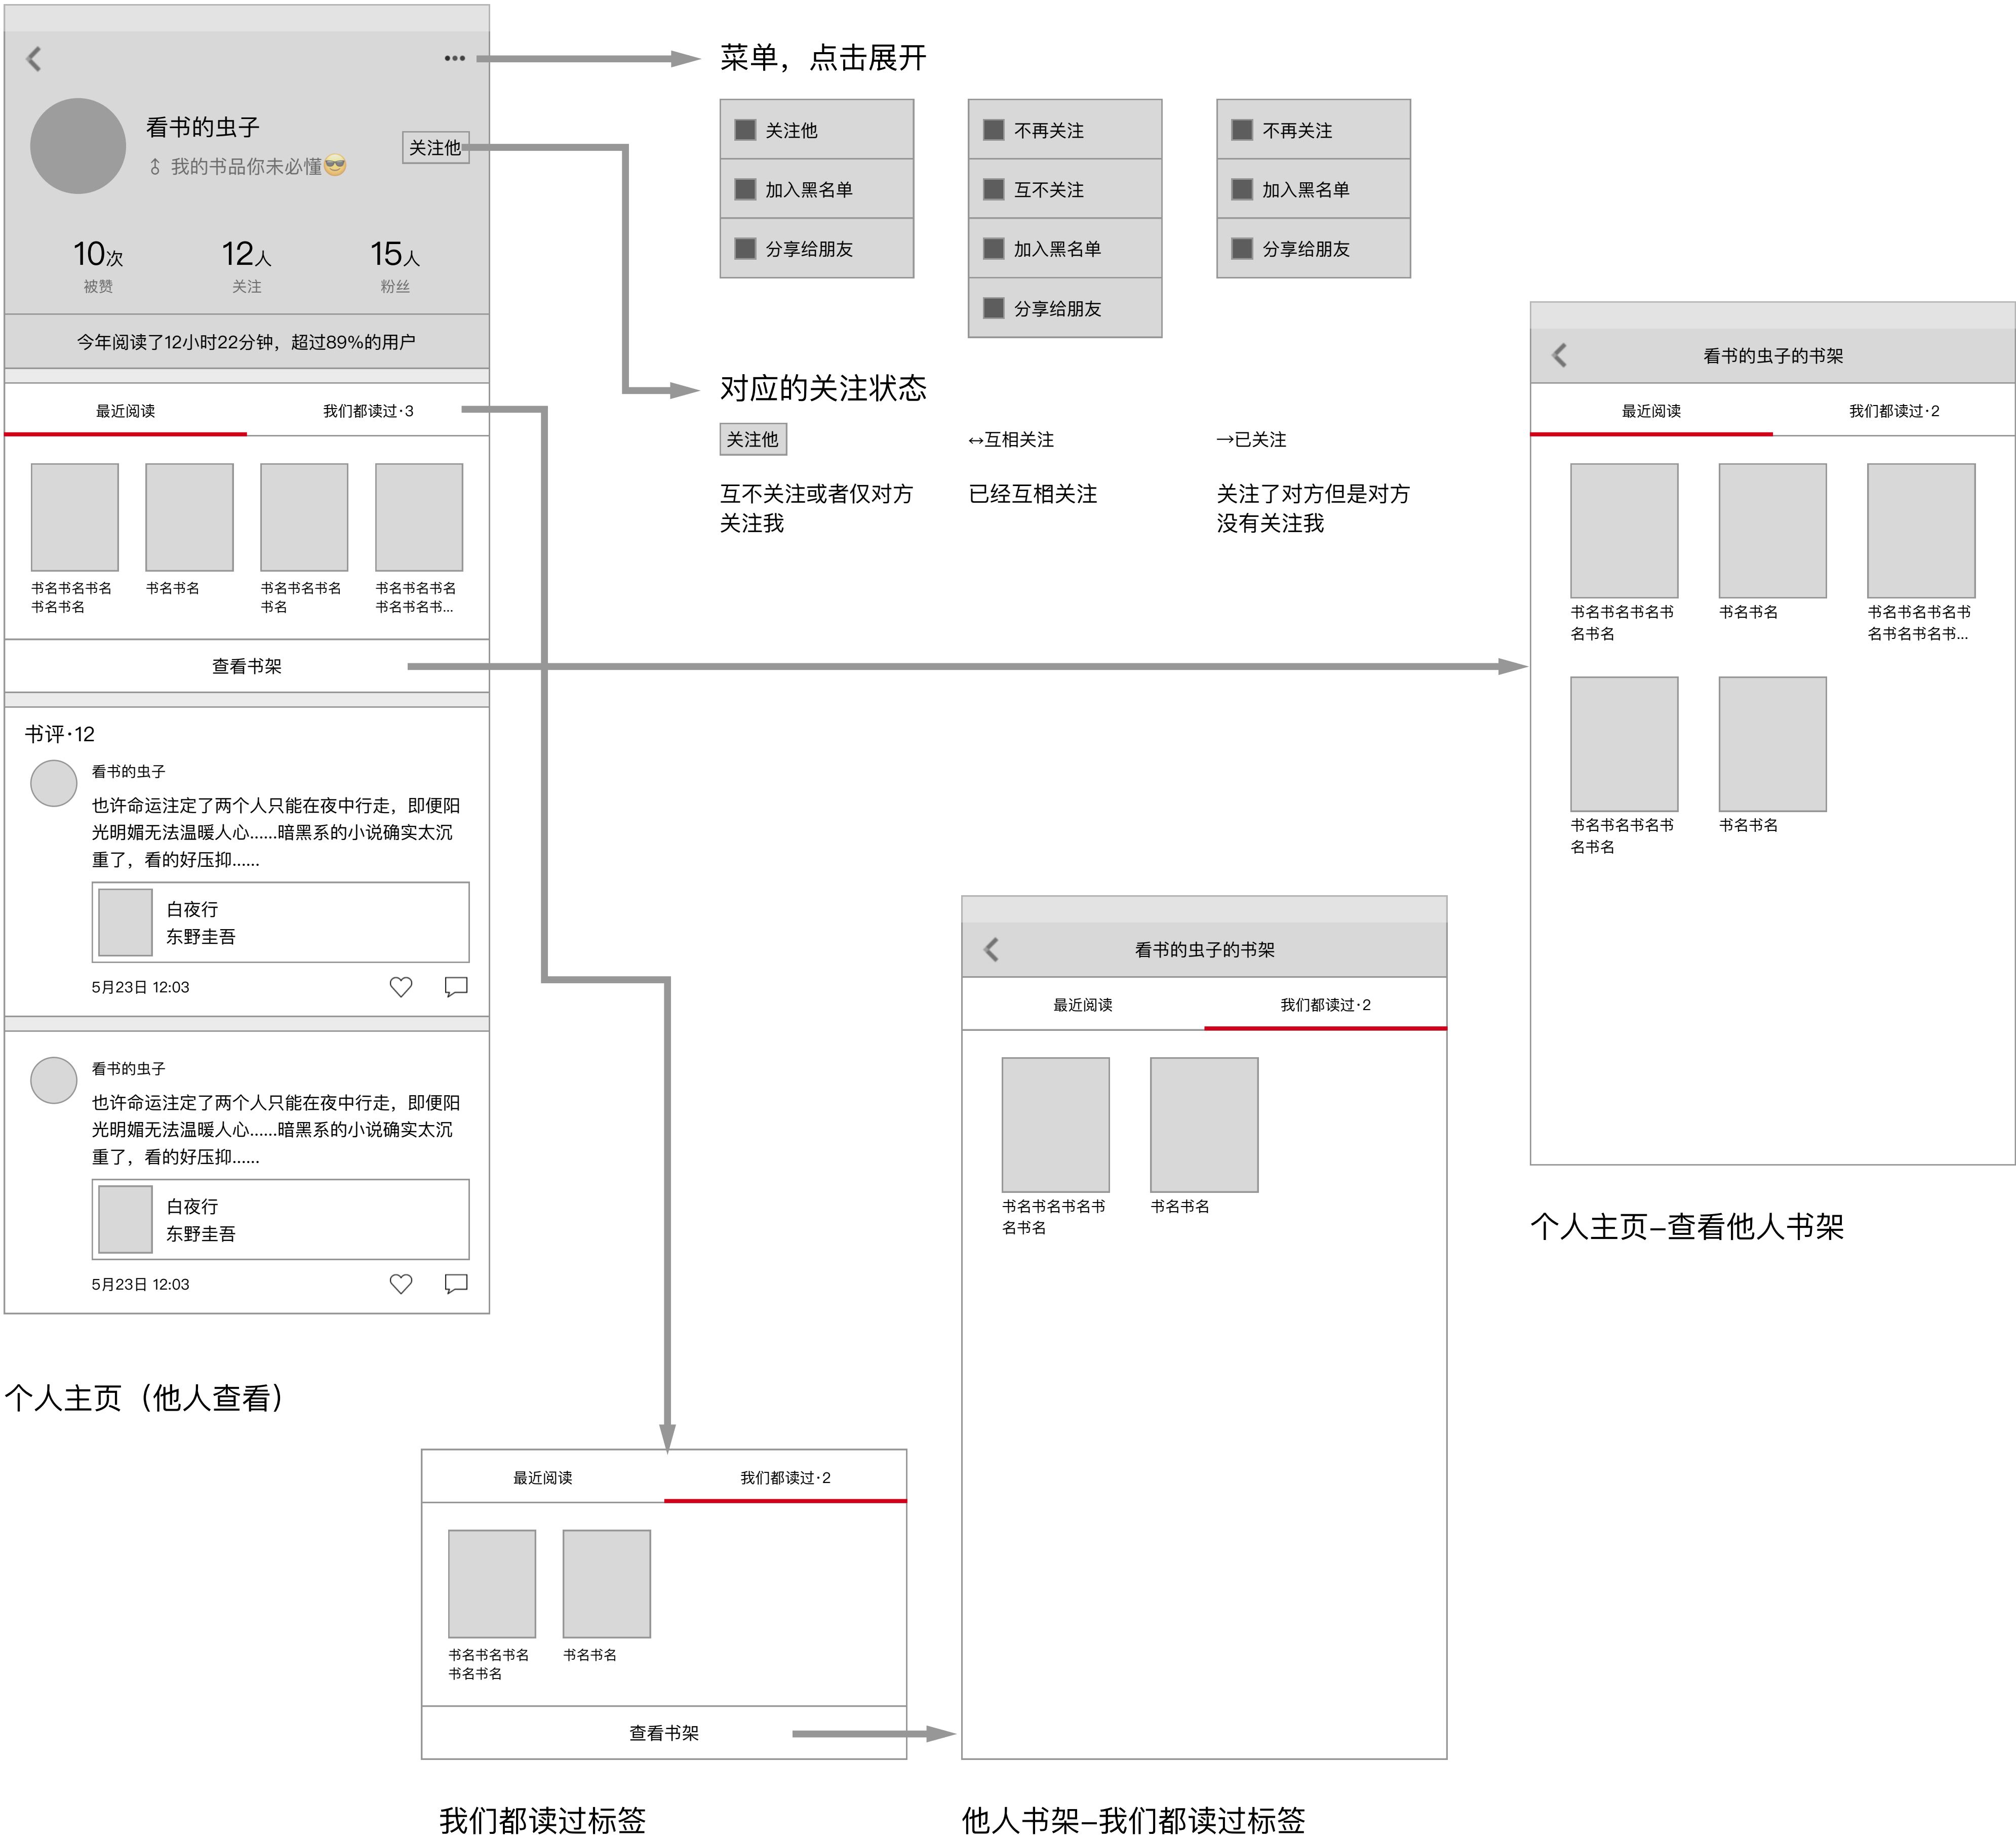 看书的虫子
⚦ 我的书品你未必懂😎
关注他
10次
被赞
12人
关注
15人
粉丝
今年阅读了12小时22分钟，超过89%的用户
最近阅读
我们都读过·3
书名书名书名
书名书名
书名书名
书名书名书名
书名
书名书名书名
书名书名书...
查看书架
书评·12
看书的虫子
也许命运注定了两个人只能在夜中行走，即便阳
光明媚无法温暖人心......暗黑系的小说确实太沉
重了，看的好压抑......
白夜行
东野圭吾
5月23日 12:03
看书的虫子
也许命运注定了两个人只能在夜中行走，即便阳
光明媚无法温暖人心......暗黑系的小说确实太沉
重了，看的好压抑......
白夜行
东野圭吾
5月23日 12:03
个人主页（他人查看）
菜单，点击展开
关注他
加入黑名单
分享给朋友
不再关注
互不关注
加入黑名单
分享给朋友
不再关注
加入黑名单
分享给朋友
对应的关注状态
关注他
互不关注或者仅对方
关注我
↔互相关注
已经互相关注
→已关注
关注了对方但是对方
没有关注我
看书的虫子的书架
最近阅读
我们都读过·2
书名书名书名书
名书名
书名书名
书名书名书名书
名书名书名书...
书名书名书名书
名书名
书名书名
个人主页–查看他人书架
看书的虫子的书架
最近阅读
我们都读过·2
书名书名书名书
名书名
书名书名
他人书架–我们都读过标签
最近阅读
我们都读过·2
书名书名书名
书名书名
书名书名
查看书架
我们都读过标签